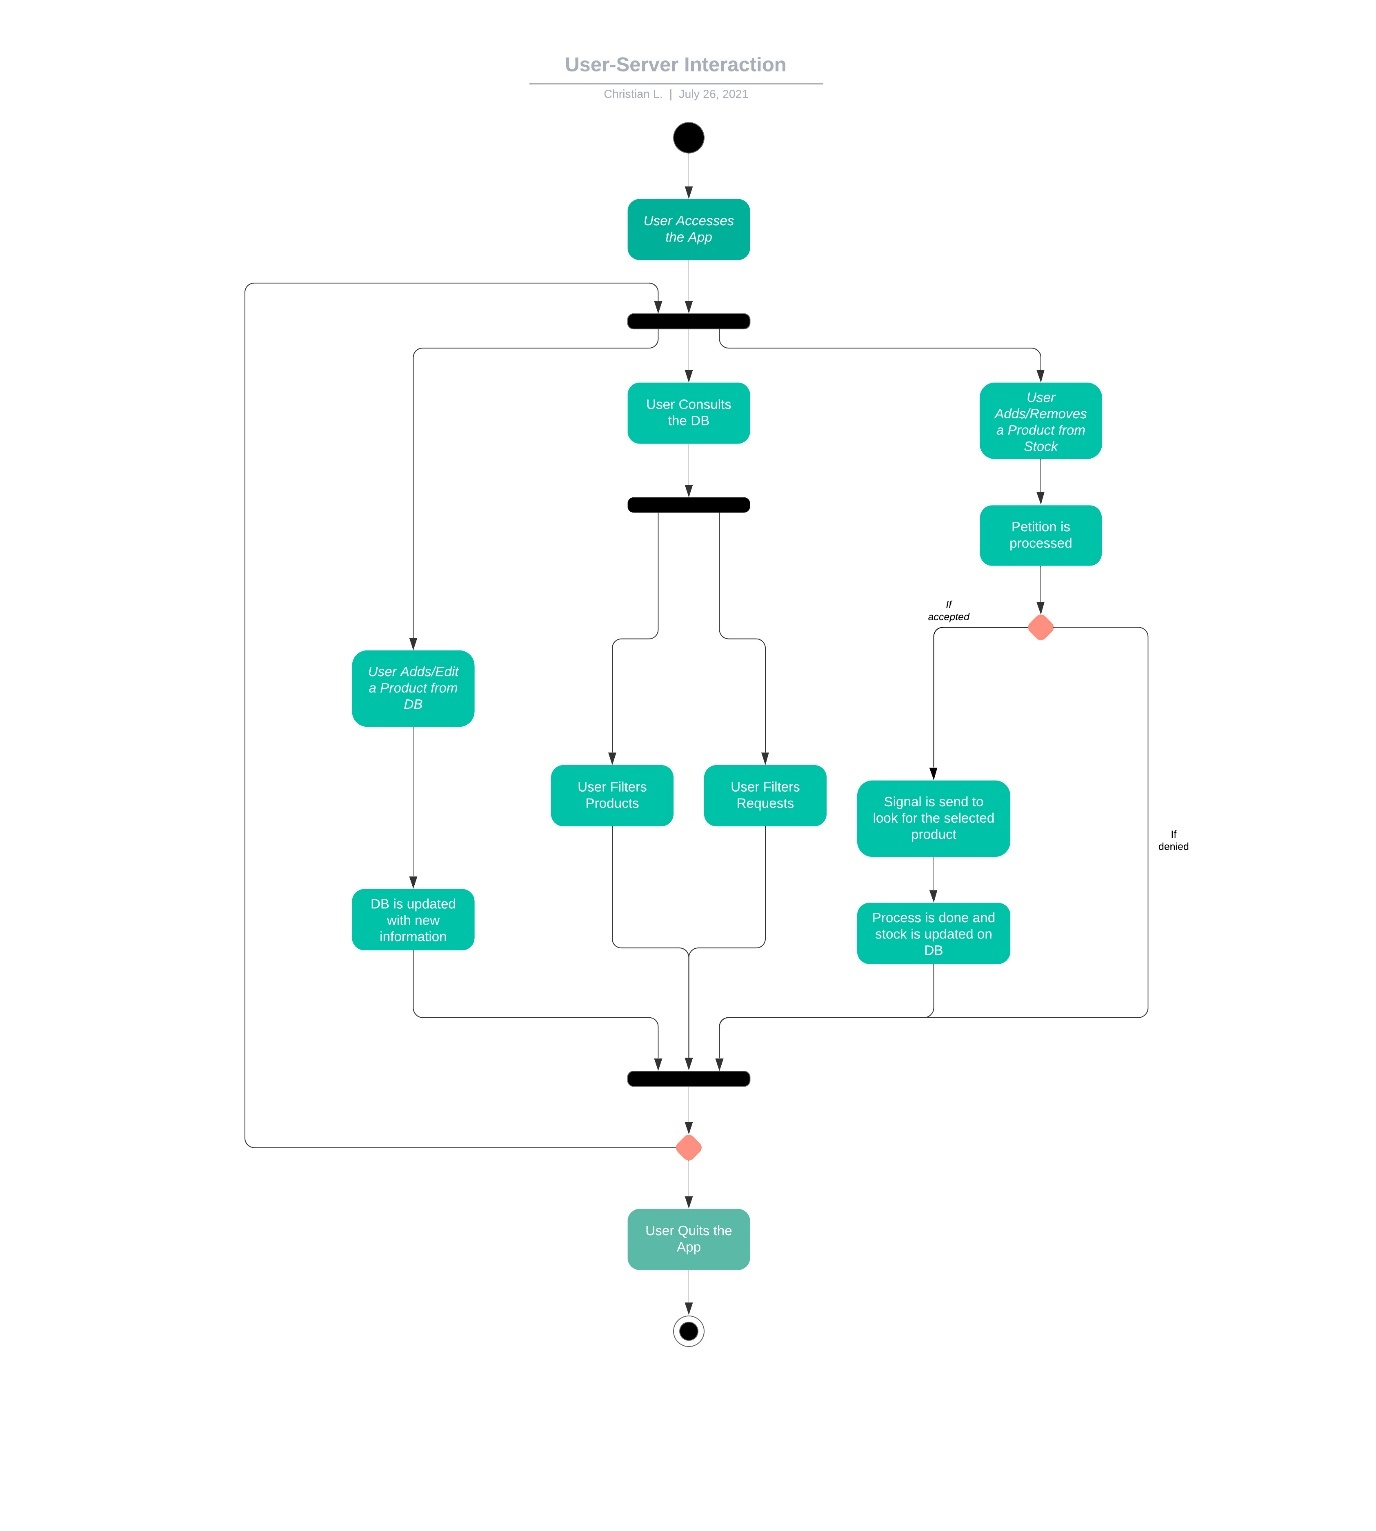 User-Server Interaction
Christian L. | July 26, 2021
User Accesses
the App
User Consults
the DB
User
Adds/Removes
a Product from
Stock
Petition is
processed
If
accepted
User Adds/Edit
a Product from
DB
User Filters
Products
User Filters
Requests
Signal is send to
look for the selected
product
If
denied
DB is updated
with new
information
Process is done and
stock is updated on
DB
User Quits the
App